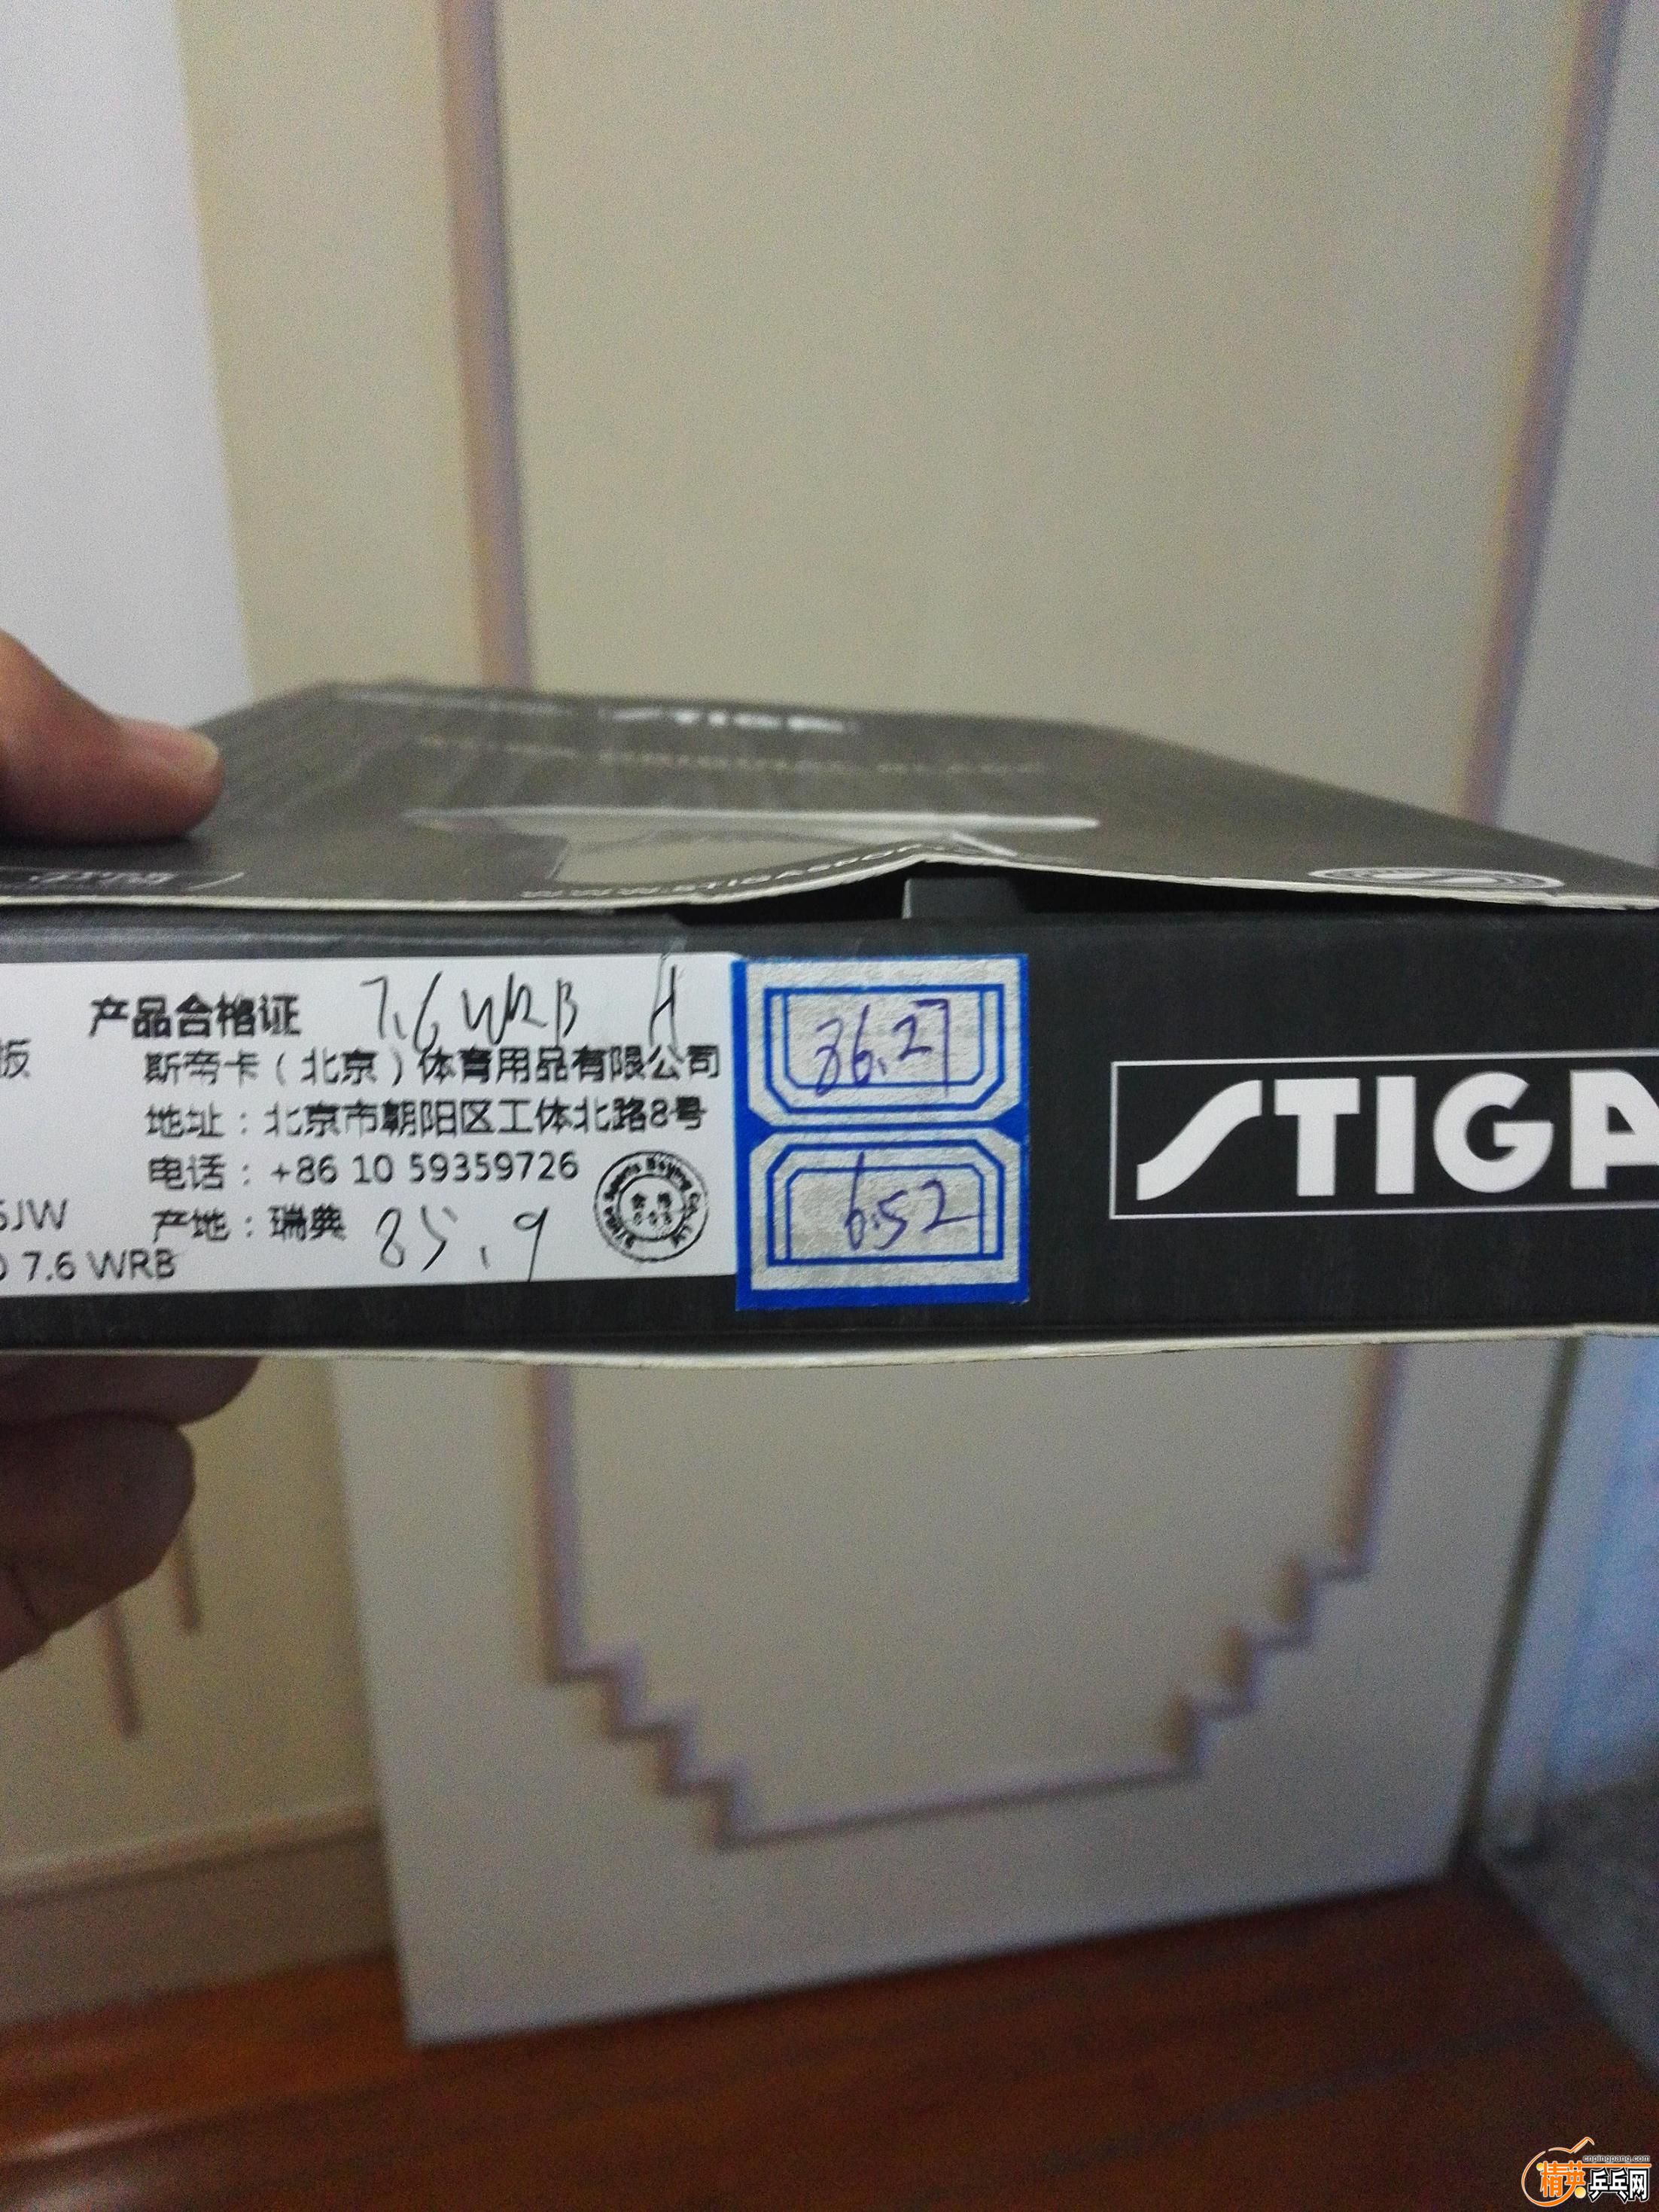 STIGA
产品合格证 7.6 WRB H
板 斯帝卡（北京）体育用品有限公司
地址：北京市朝阳区工体北路8号
电话：+86 10 59359726
5JW 产地：瑞典 85.9
7.6 WRB
86.27
6.52
STIGA
cnpingpang.com
精英乒乓网